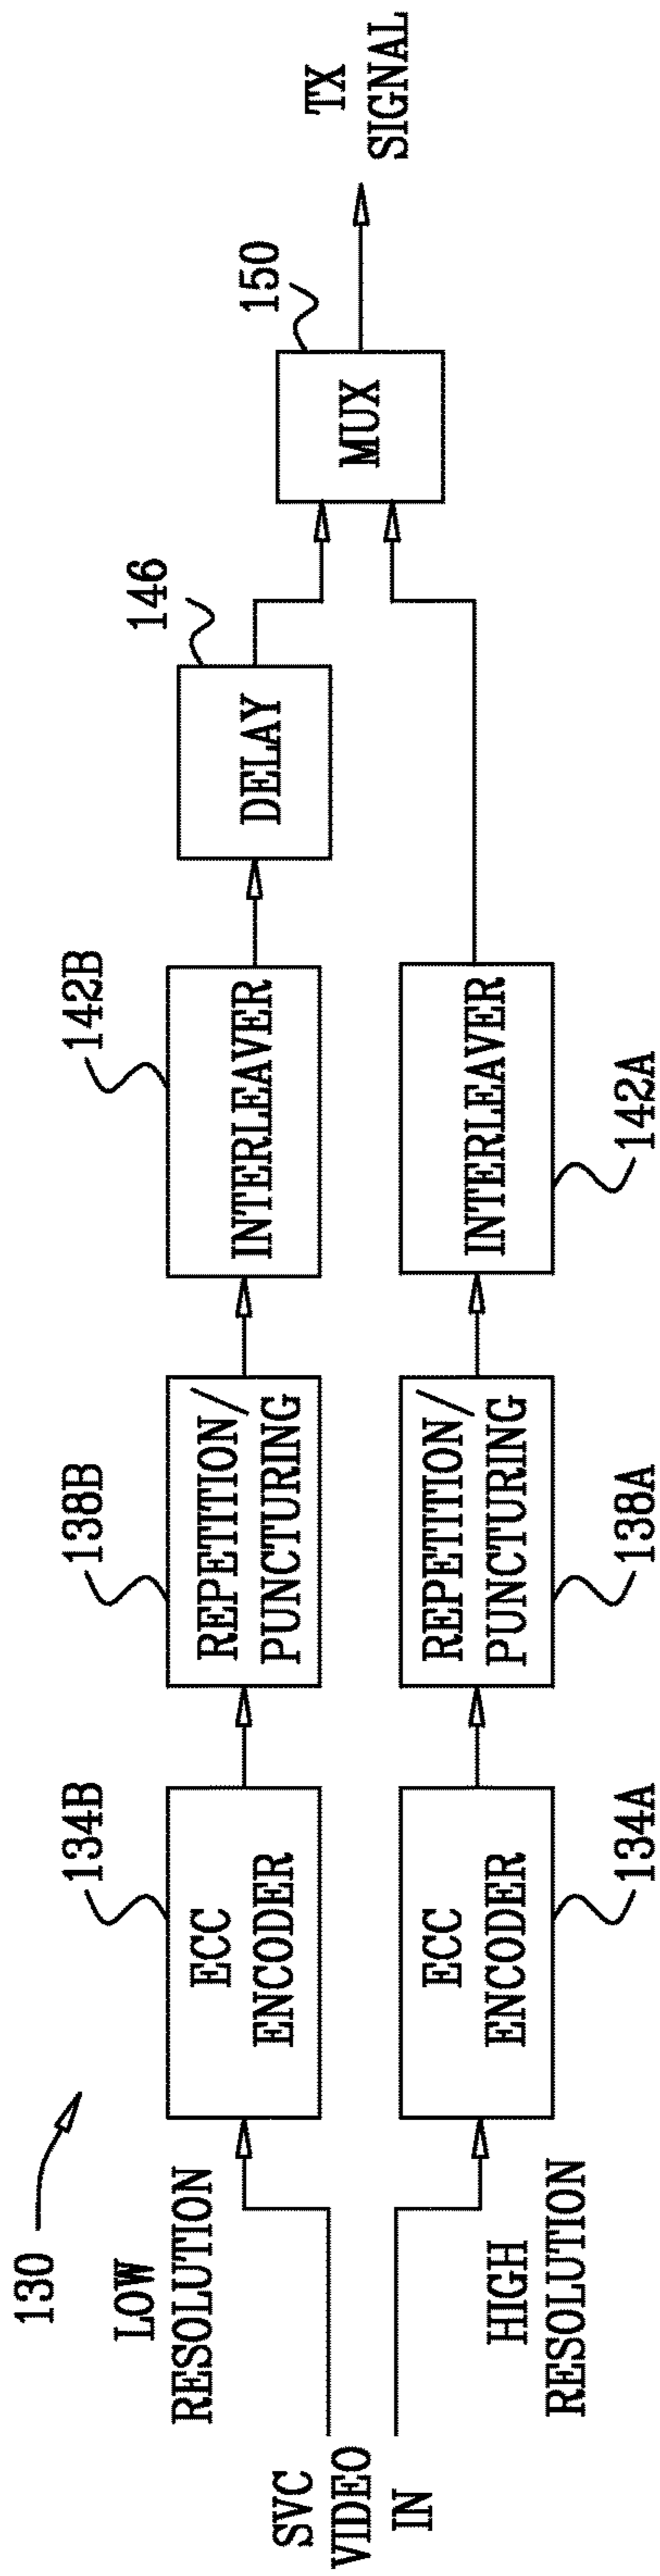 130
LOW
RESOLUTION
SVC
VIDEO
IN
HIGH
RESOLUTION
134B
ECC
ENCODER
138B
REPETITION/
PUNCTURING
142B
INTERLEAVER
146
DELAY
134A
ECC
ENCODER
138A
REPETITION/
PUNCTURING
142A
INTERLEAVER
150
MUX
TX
SIGNAL